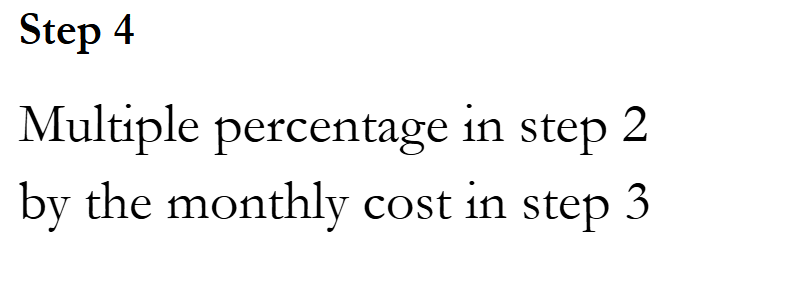 Step 4
Multiple percentage in step 2
by the monthly cost in step 3